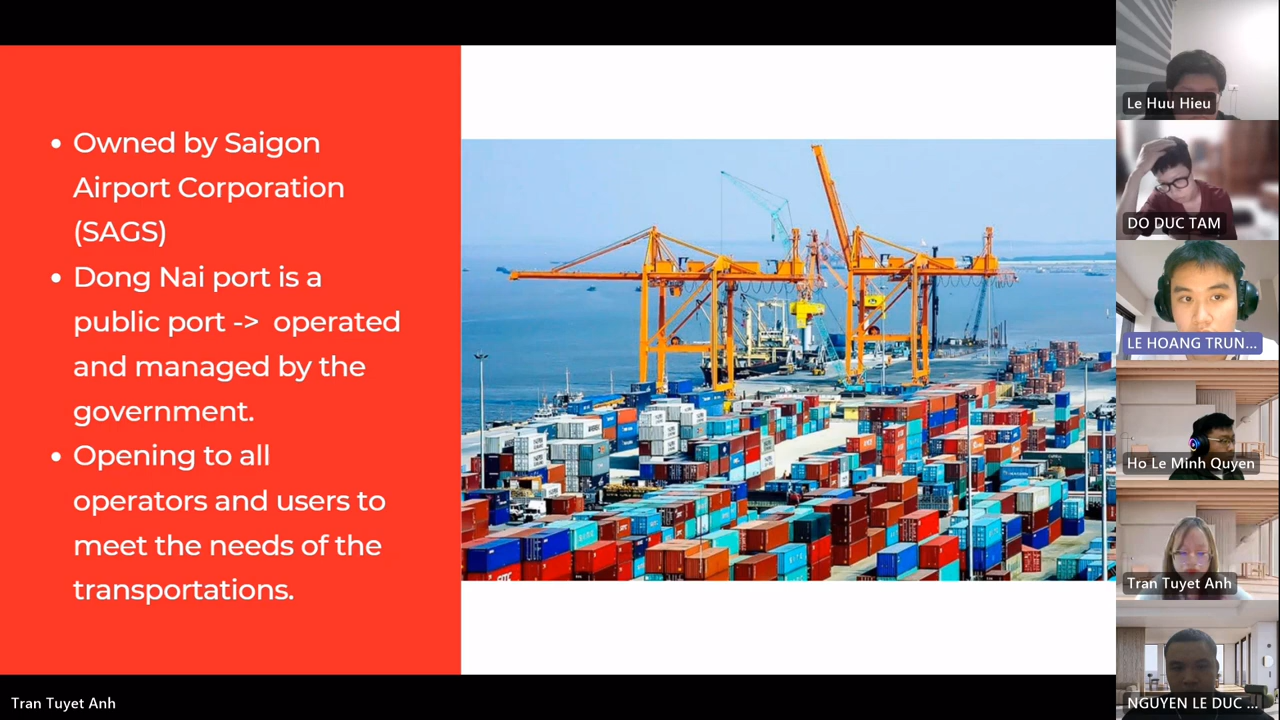 • Owned by Saigon
Airport Corporation
(SAGS)
• Dong Nai port is a
public port -> operated
and managed by the
government.
• Opening to all
operators and users to
meet the needs of the
transportations.
Le Huu Hieu
DO DUC TAM
LE HOANG TRUN...
Ho Le Minh Quyen
Tran Tuyet Anh
NGUYEN LE DUC ...
Tran Tuyet Anh